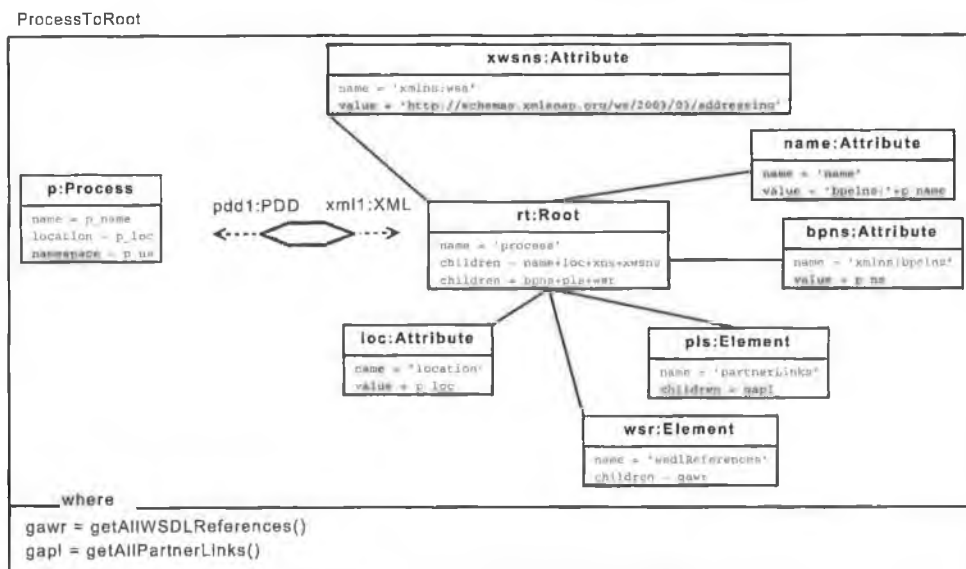 ProcessToRoot
xwsns:Attribute
name = 'xmlns:wsa'
value = 'http://schemas.xmlsoap.org/ws/2003/03/addressing'
name:Attribute
name = 'name'
value = 'bpelns:'+p_name
p:Process
name = p_name
location = p_loc
namespace = p_ns
pdd1:PDD
xml1:XML
rt:Root
name = 'process'
children = name+loc+xns+xwsns
children = bpns+pls+wsr
bpns:Attribute
name = 'xmlns:bpelns'
value = p_ns
loc:Attribute
name = 'location'
value = p_loc
pls:Element
name = 'partnerLinks'
children = gapl
wsr:Element
name = 'wsdlReferences'
children = gawr
where
gawr = getAllWSDLReferences()
gapl = getAllPartnerLinks()